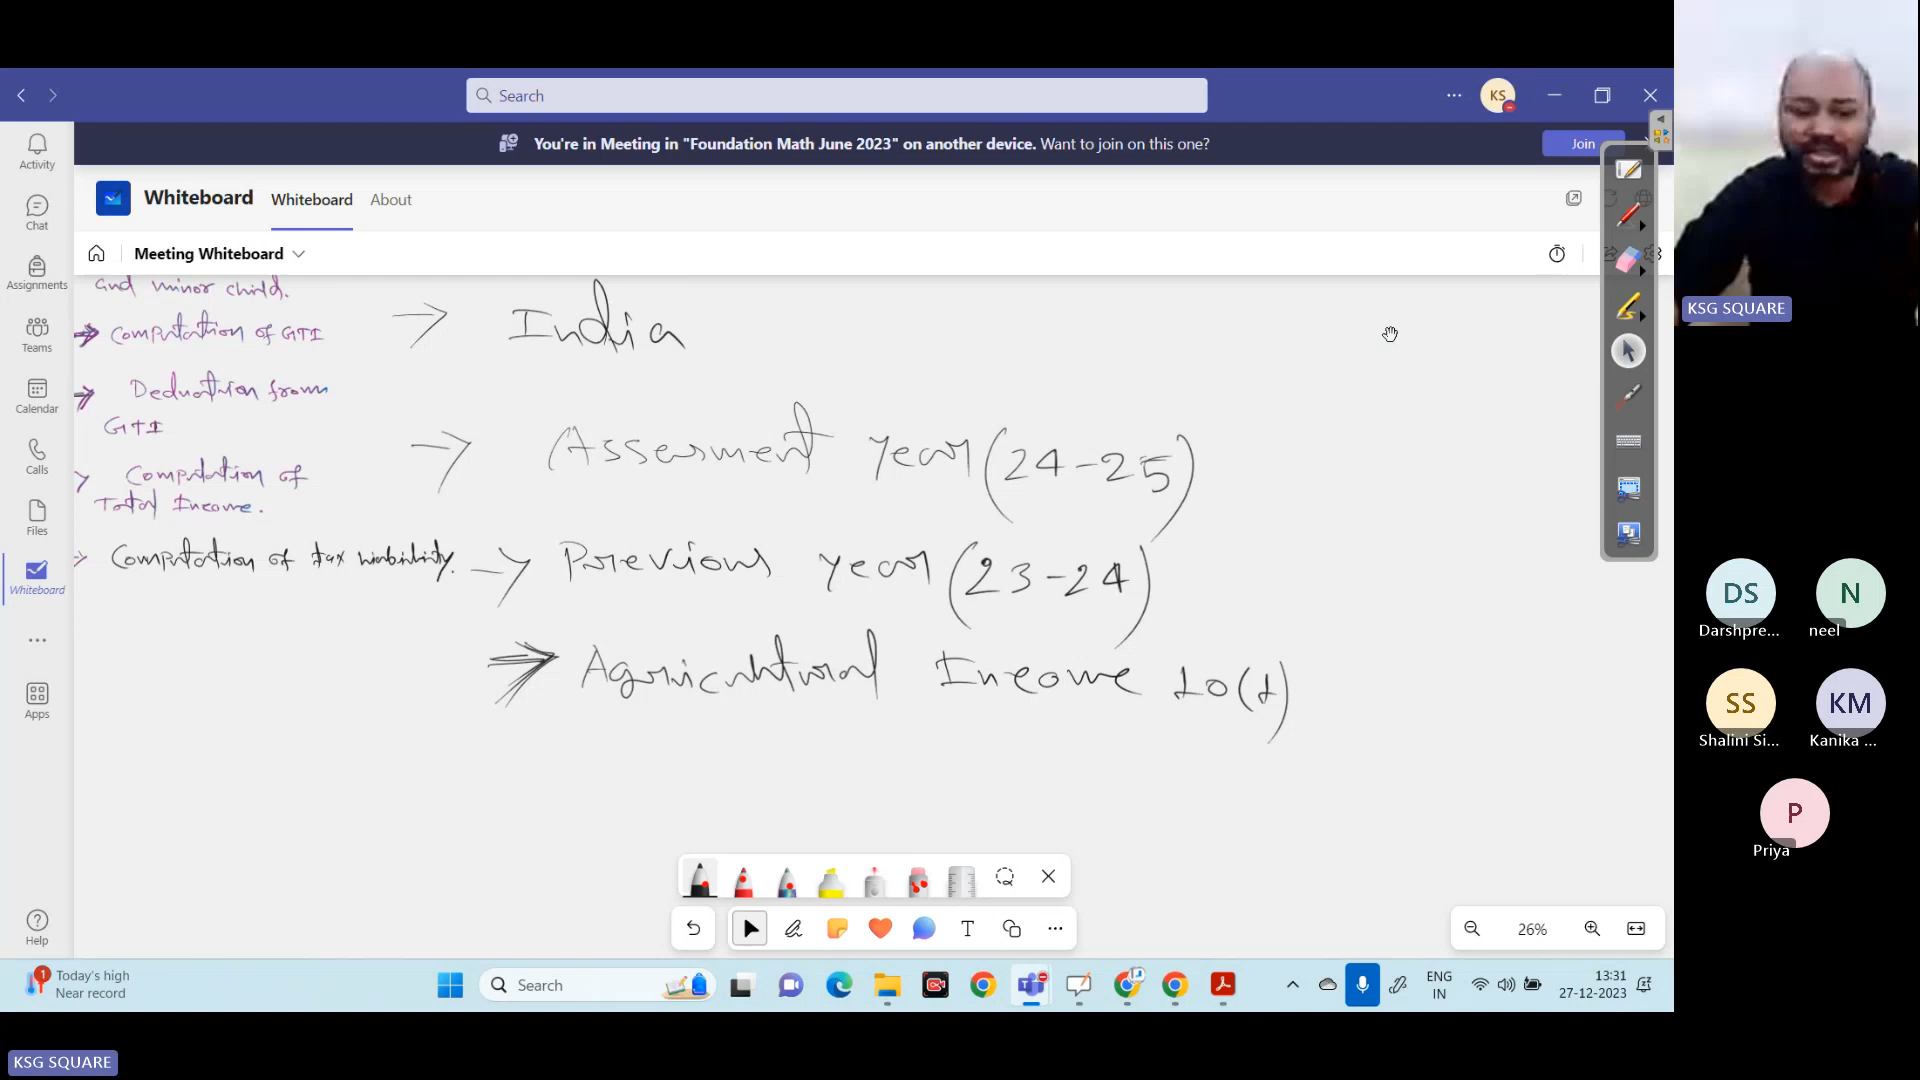 Search
KS
You're in Meeting in "Foundation Math June 2023" on another device. Want to join on this one?
Join
Activity
Chat
Assignments
Teams
Calendar
Calls
Files
Whiteboard
Apps
Help
Whiteboard
Whiteboard
About
Meeting Whiteboard
and minor child.
Computation of GTI
Deduction from
GTI
Computation of
Total Income.
Computation of tax
India
Assesment year (24-25)
Previous year (23-24)
Agricultural Income 10(1)
26%
KSG SQUARE
DS
Darshpre...
N
neel
SS
Shalini Si...
KM
Kanika ...
P
Priya
1
Today's high
Near record
Search
ENG
IN
13:31
27-12-2023
KSG SQUARE